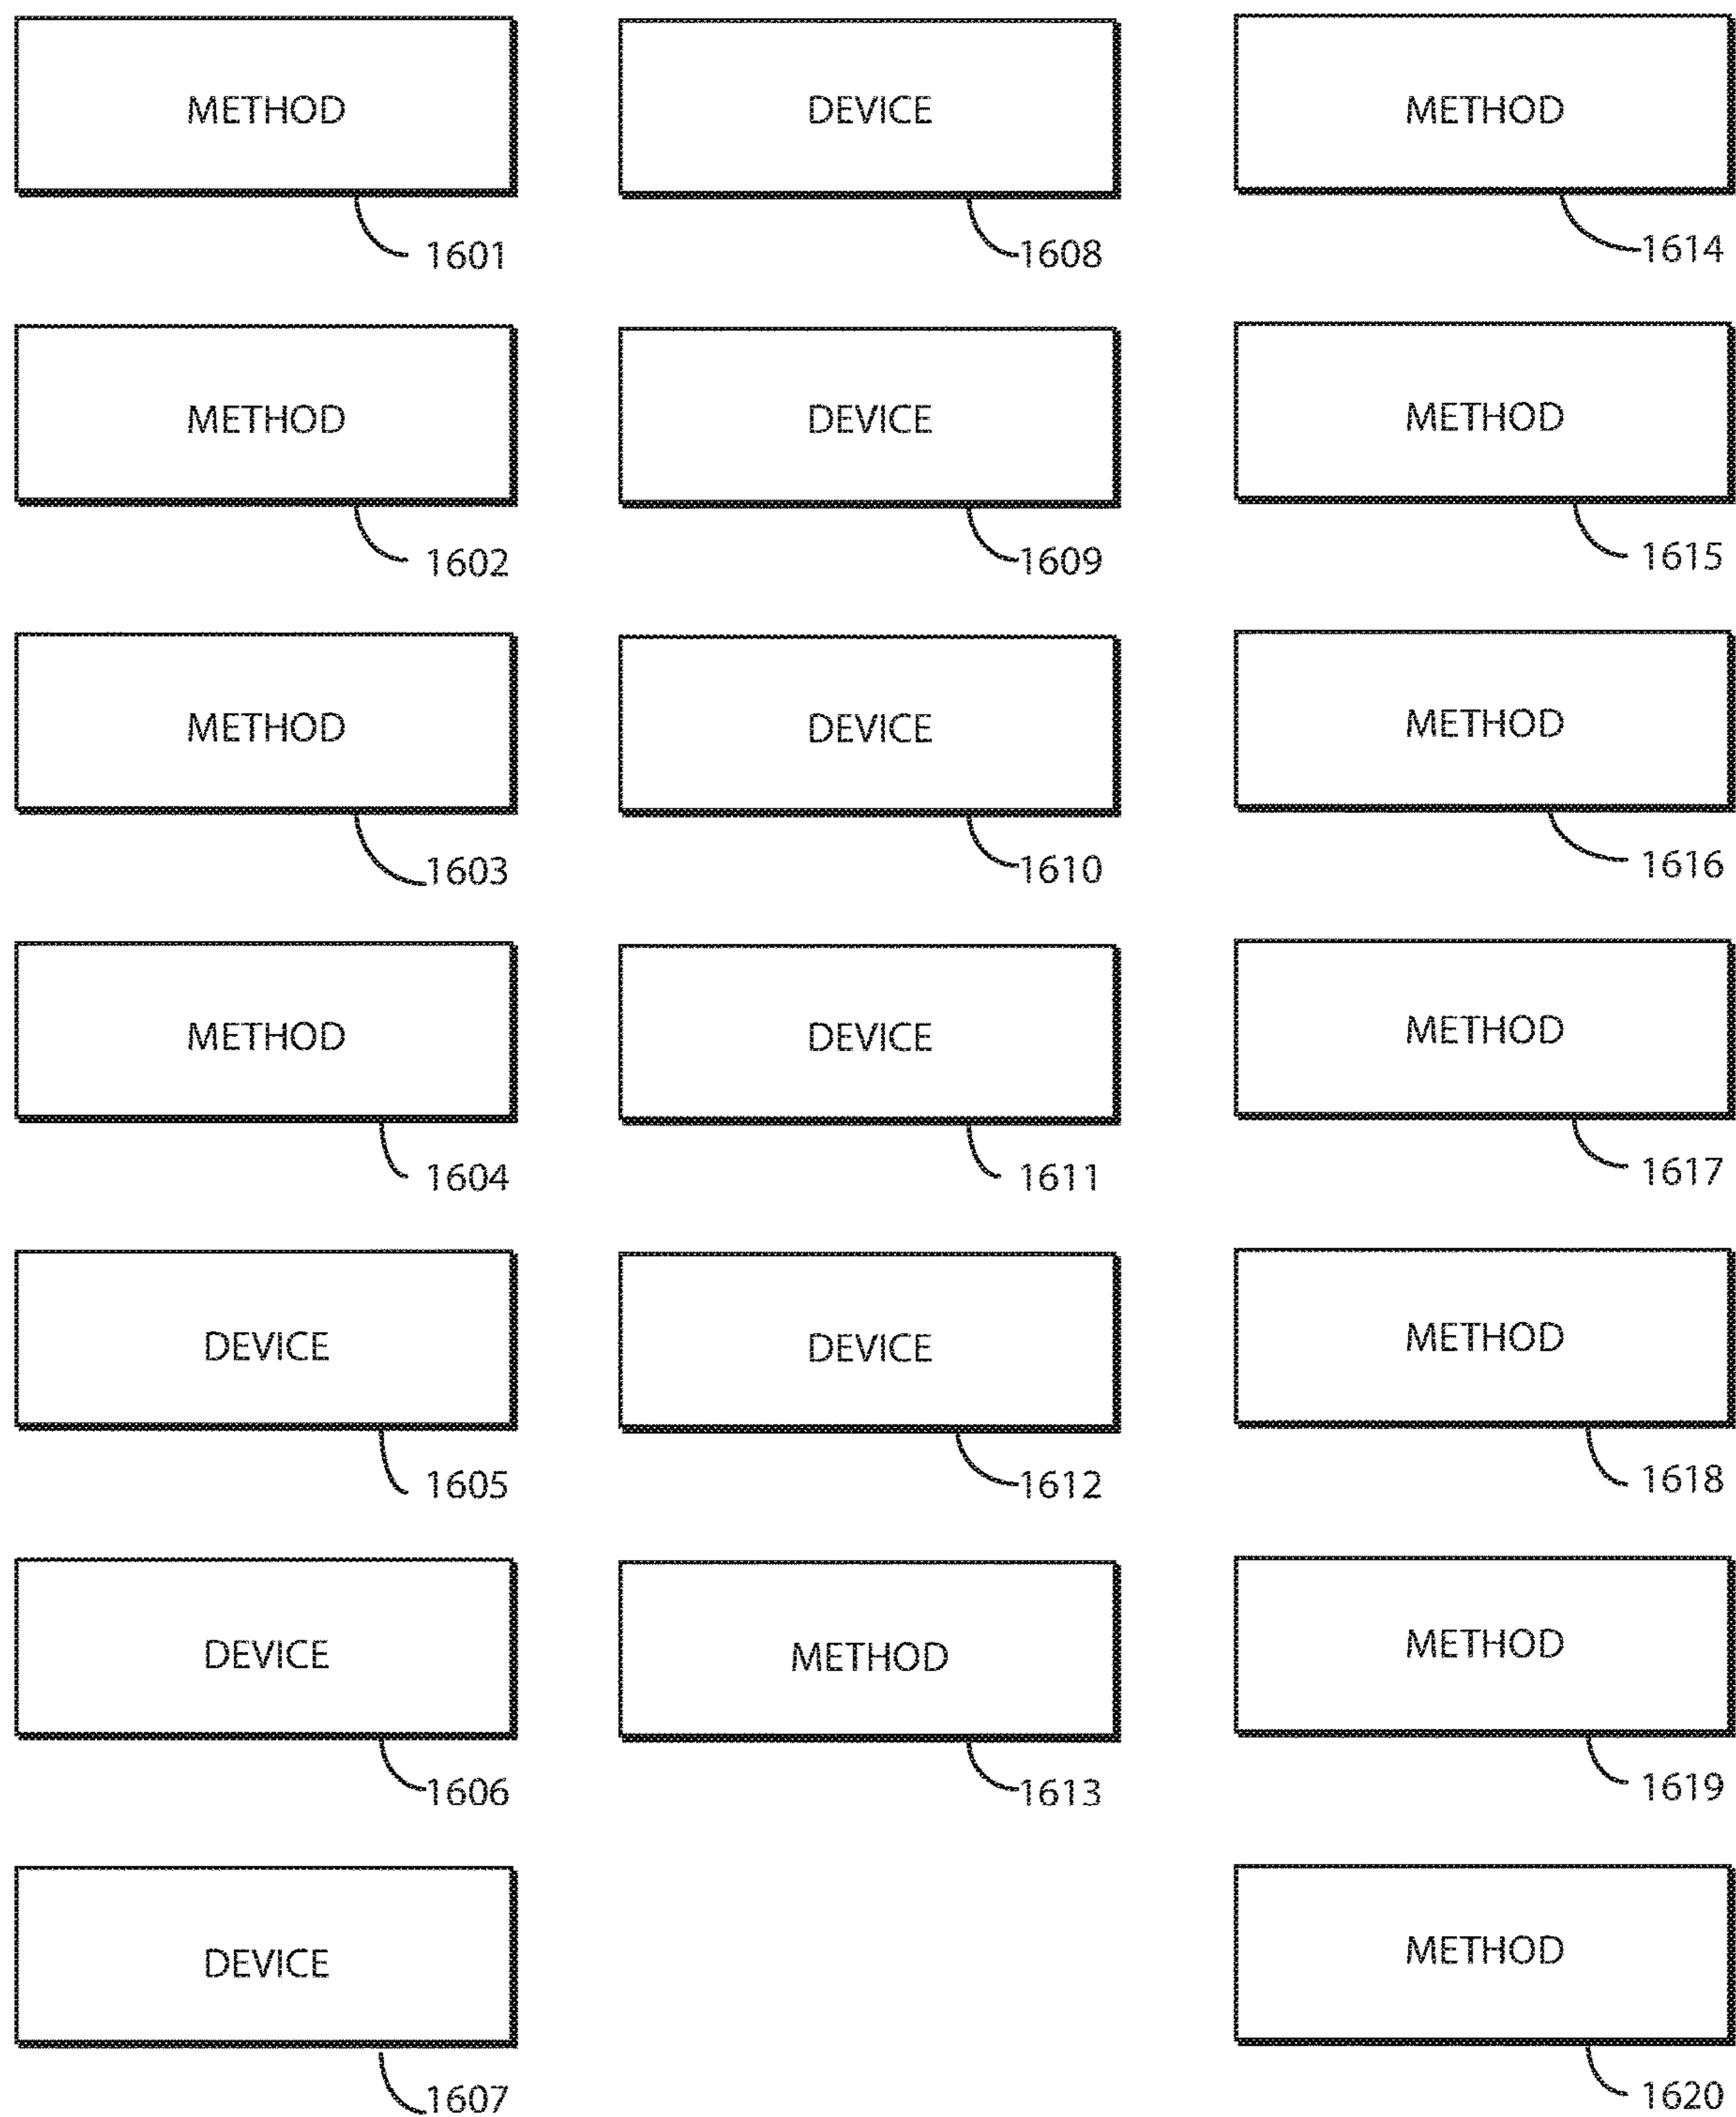 METHOD
1601
METHOD
1602
METHOD
1603
METHOD
1604
DEVICE
1605
DEVICE
1606
DEVICE
1607
DEVICE
1608
DEVICE
1609
DEVICE
1610
DEVICE
1611
DEVICE
1612
METHOD
1613
METHOD
1614
METHOD
1615
METHOD
1616
METHOD
1617
METHOD
1618
METHOD
1619
METHOD
1620